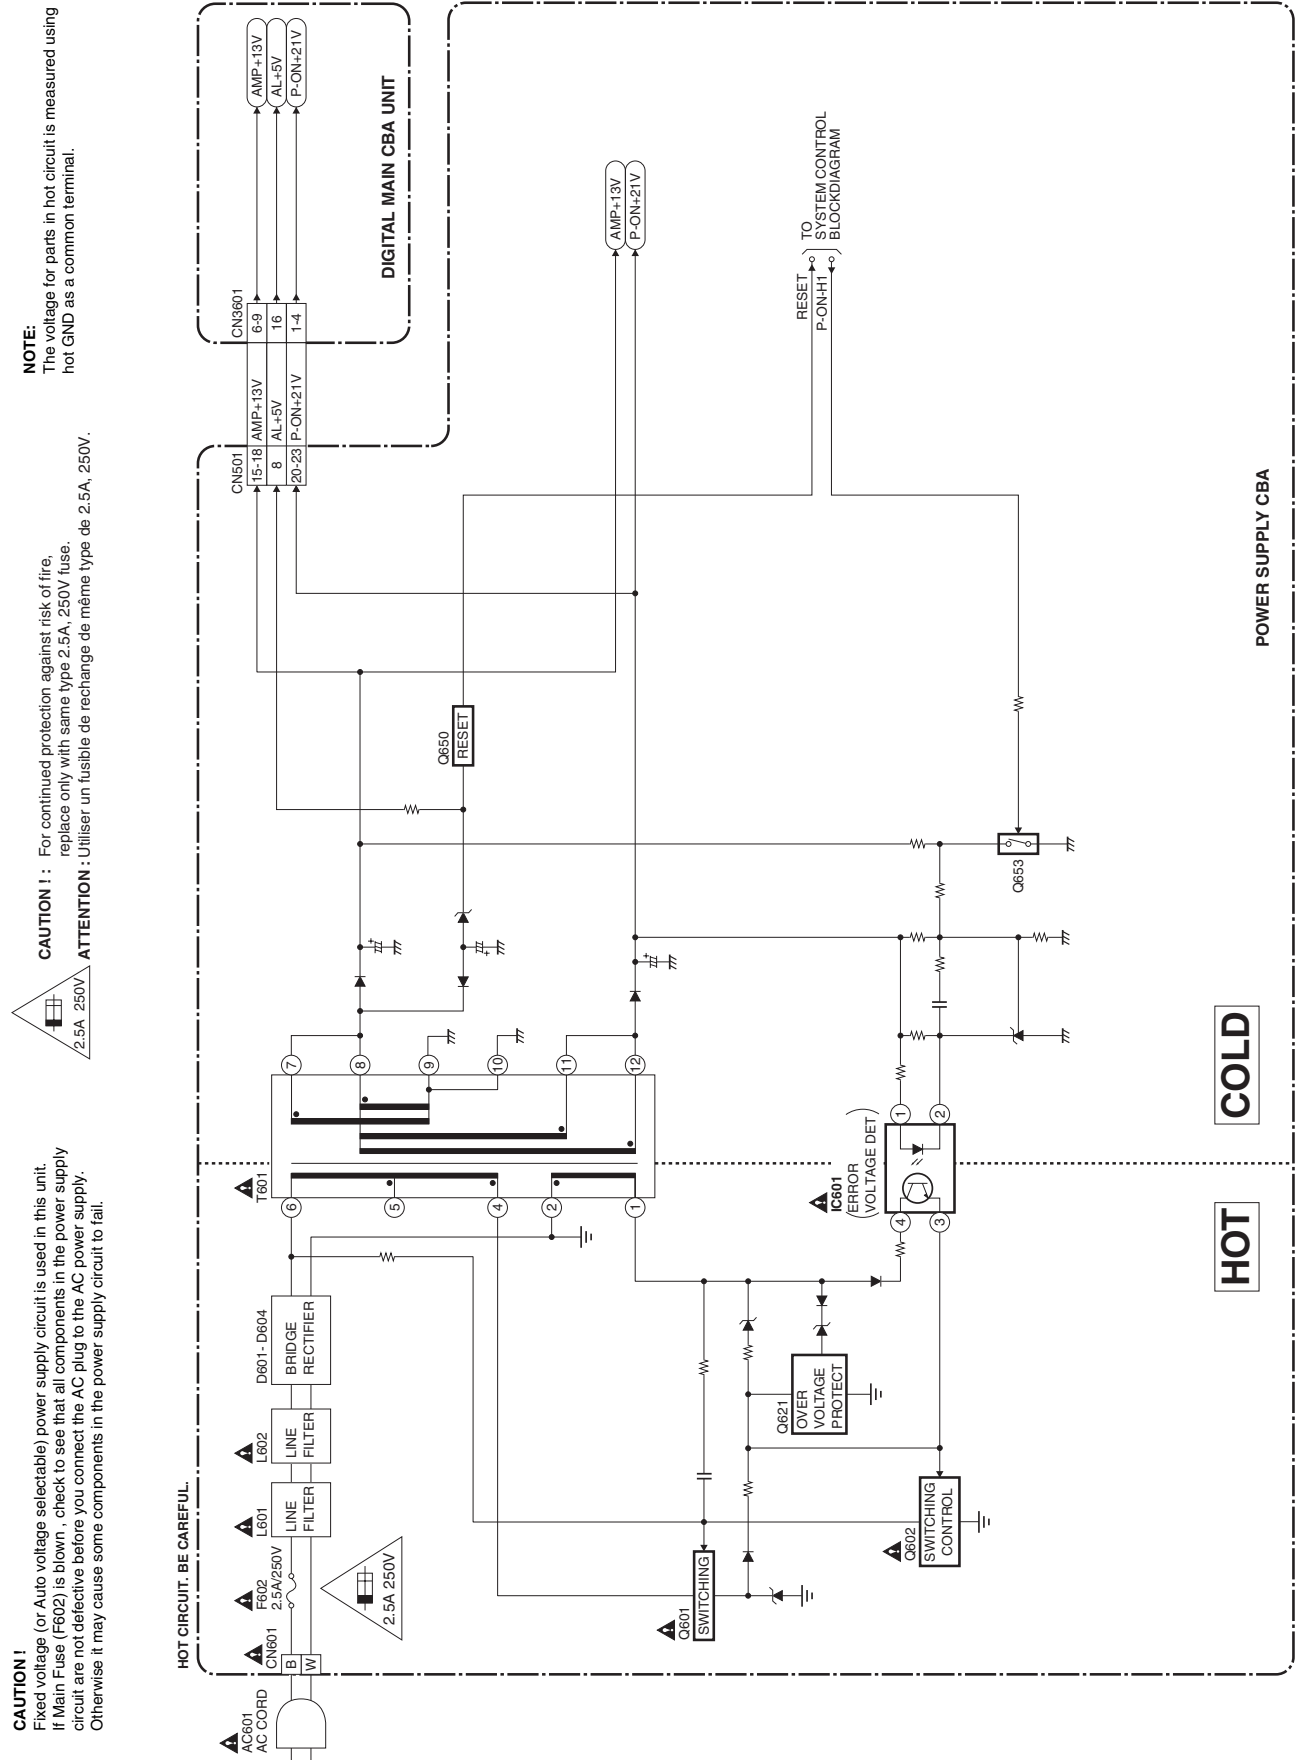 CAUTION !
Fixed voltage (or Auto voltage selectable) power supply circuit is used in this unit.
If Main Fuse (F602) is blown , check to see that all components in the power supply
circuit are not defective before you connect the AC plug to the AC power supply.
Otherwise it may cause some components in the power supply circuit to fail.
2.5A 250V
CAUTION ! : For continued protection against risk of fire,
replace only with same type 2.5A, 250V fuse.
ATTENTION : Utiliser un fusible de rechange de même type de 2.5A, 250V.
NOTE:
The voltage for parts in hot circuit is measured using
hot GND as a common terminal.
HOT CIRCUIT. BE CAREFUL.
AC601
AC CORD
CN601
B
W
F602
2.5A/250V
2.5A 250V
L601
LINE
FILTER
L602
LINE
FILTER
D601- D604
BRIDGE
RECTIFIER
T601
6
5
4
2
1
7
8
9
10
11
12
Q601
SWITCHING
Q602
SWITCHING
CONTROL
Q621
OVER
VOLTAGE
PROTECT
IC601
ERROR
VOLTAGE DET
4
3
1
2
Q650
RESET
Q653
CN501
15-18
AMP+13V
8
AL+5V
20-23
P-ON+21V
CN3601
6-9
16
1-4
AMP+13V
AL+5V
P-ON+21V
DIGITAL MAIN CBA UNIT
AMP+13V
P-ON+21V
RESET
P-ON-H1
TO
SYSTEM CONTROL
BLOCKDIAGRAM
HOT
COLD
POWER SUPPLY CBA